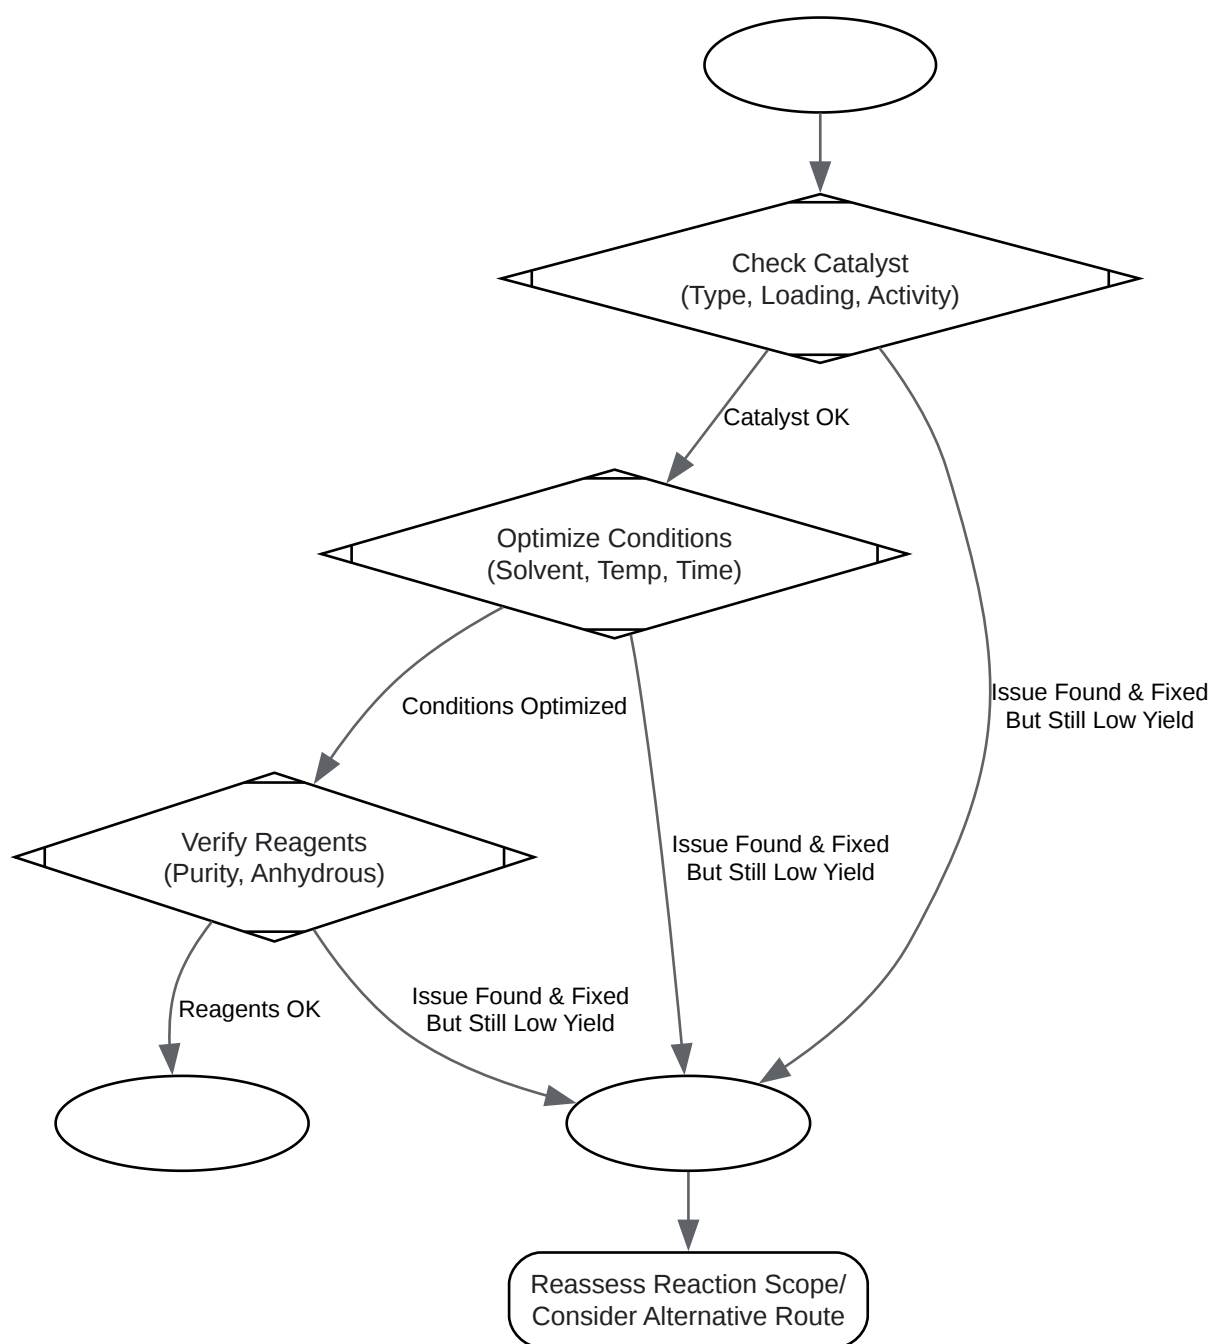 Check Catalyst
(Type, Loading, Activity)
Catalyst OK
Optimize Conditions
(Solvent, Temp, Time)
Conditions Optimized
Issue Found & Fixed
But Still Low Yield
Verify Reagents
(Purity, Anhydrous)
Issue Found & Fixed
But Still Low Yield
Reagents OK
Issue Found & Fixed
But Still Low Yield
Reassess Reaction Scope/
Consider Alternative Route